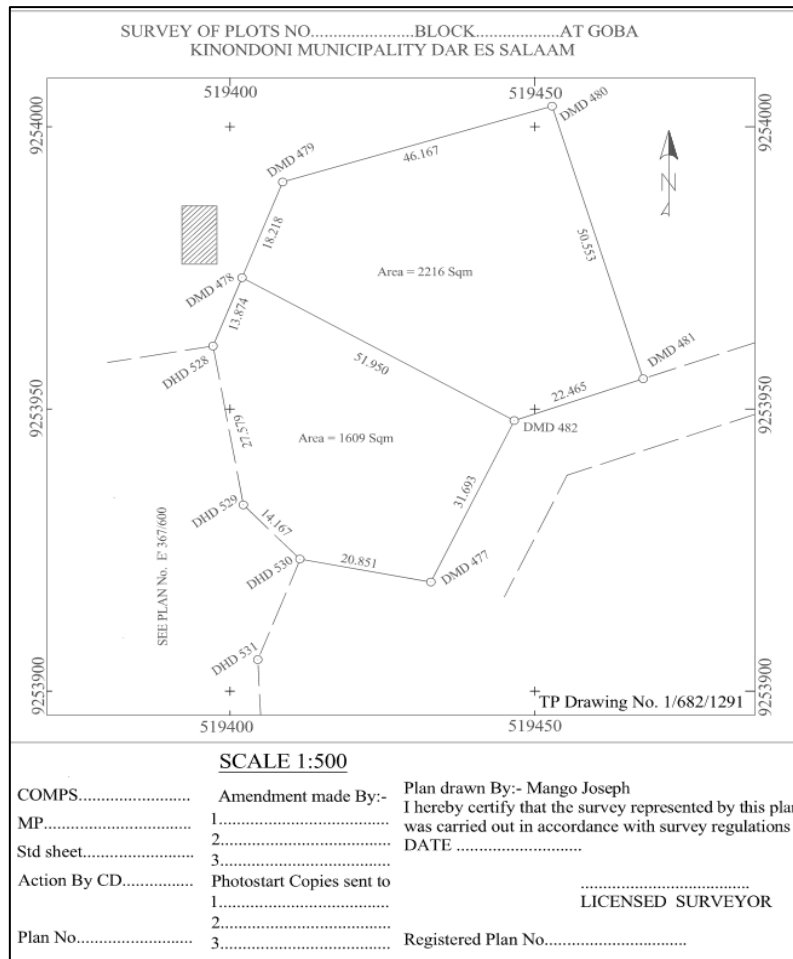 SURVEY OF PLOTS NO.......................BLOCK...................AT GOBA
KINONDONI MUNICIPALITY DAR ES SALAAM
519400
519450
9254000
9254000
DMD 480
DMD 479
46.167
N
18.218
50.553
Area = 2216 Sqm
DMD 478
13.874
DHD 528
51.950
DMD 481
22.465
9253950
9253950
DMD 482
27.579
Area = 1609 Sqm
31.693
DHD 529
14.167
SEE PLAN No. E' 367/600
DHD 530
20.851
DMD 477
DHD 531
9253900
9253900
TP Drawing No. 1/682/1291
519400
519450
SCALE 1:500
COMPS.........................
MP.................................
Std sheet.........................
Action By CD................
Plan No..........................
Amendment made By:-
1.......................................
2.......................................
3.......................................
Photostart Copies sent to
1.......................................
2.......................................
3.......................................
Plan drawn By:- Mango Joseph
I hereby certify that the survey represented by this plan
was carried out in accordance with survey regulations
DATE ............................
......................................
LICENSED SURVEYOR
Registered Plan No................................